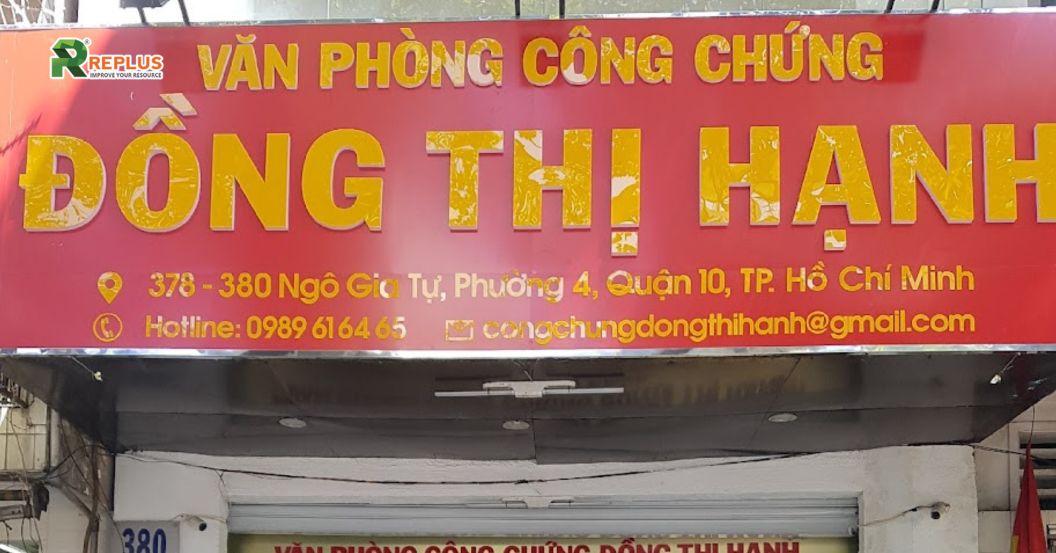 REPLUS
IMPROVE YOUR RESOURCE
VĂN PHÒNG CÔNG CHỨNG
ĐỒNG THỊ HẠNH
378 - 380 Ngô Gia Tự, Phường 4, Quận 10, TP. Hồ Chí Minh
Hotline: 0989 61 64 65 congchungdongthihanh@gmail.com
380
VĂN PHÒNG CÔNG CHỨNG ĐỒNG THỊ HẠNH